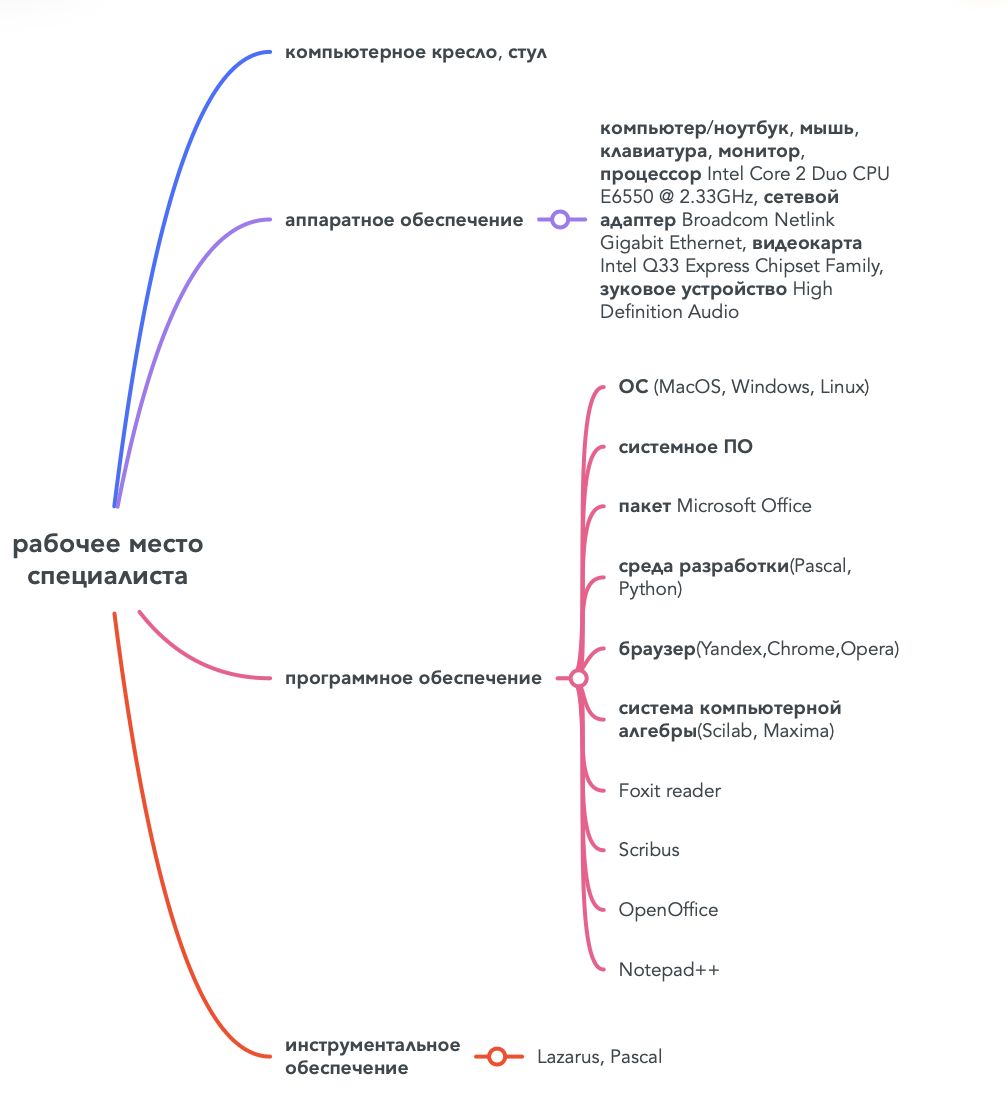 компьютерное кресло, стул
компьютер/ноутбук, мышь,
клавиатура, монитор,
процессор Intel Core 2 Duo CPU
E6550 @ 2.33GHz, сетевой
адаптер Broadcom Netlink
Gigabit Ethernet, видеокарта
Intel Q33 Express Chipset Family,
зуковое устройство High
Definition Audio
аппаратное обеспечение
ОС (MacOS, Windows, Linux)
системное ПО
пакет Microsoft Office
рабочее место
специалиста
среда разработки(Pascal,
Python)
браузер(Yandex,Chrome,Opera)
программное обеспечение
система компьютерной
алгебры(Scilab, Maxima)
Foxit reader
Scribus
OpenOffice
Notepad++
инструментальное
обеспечение
Lazarus, Pascal